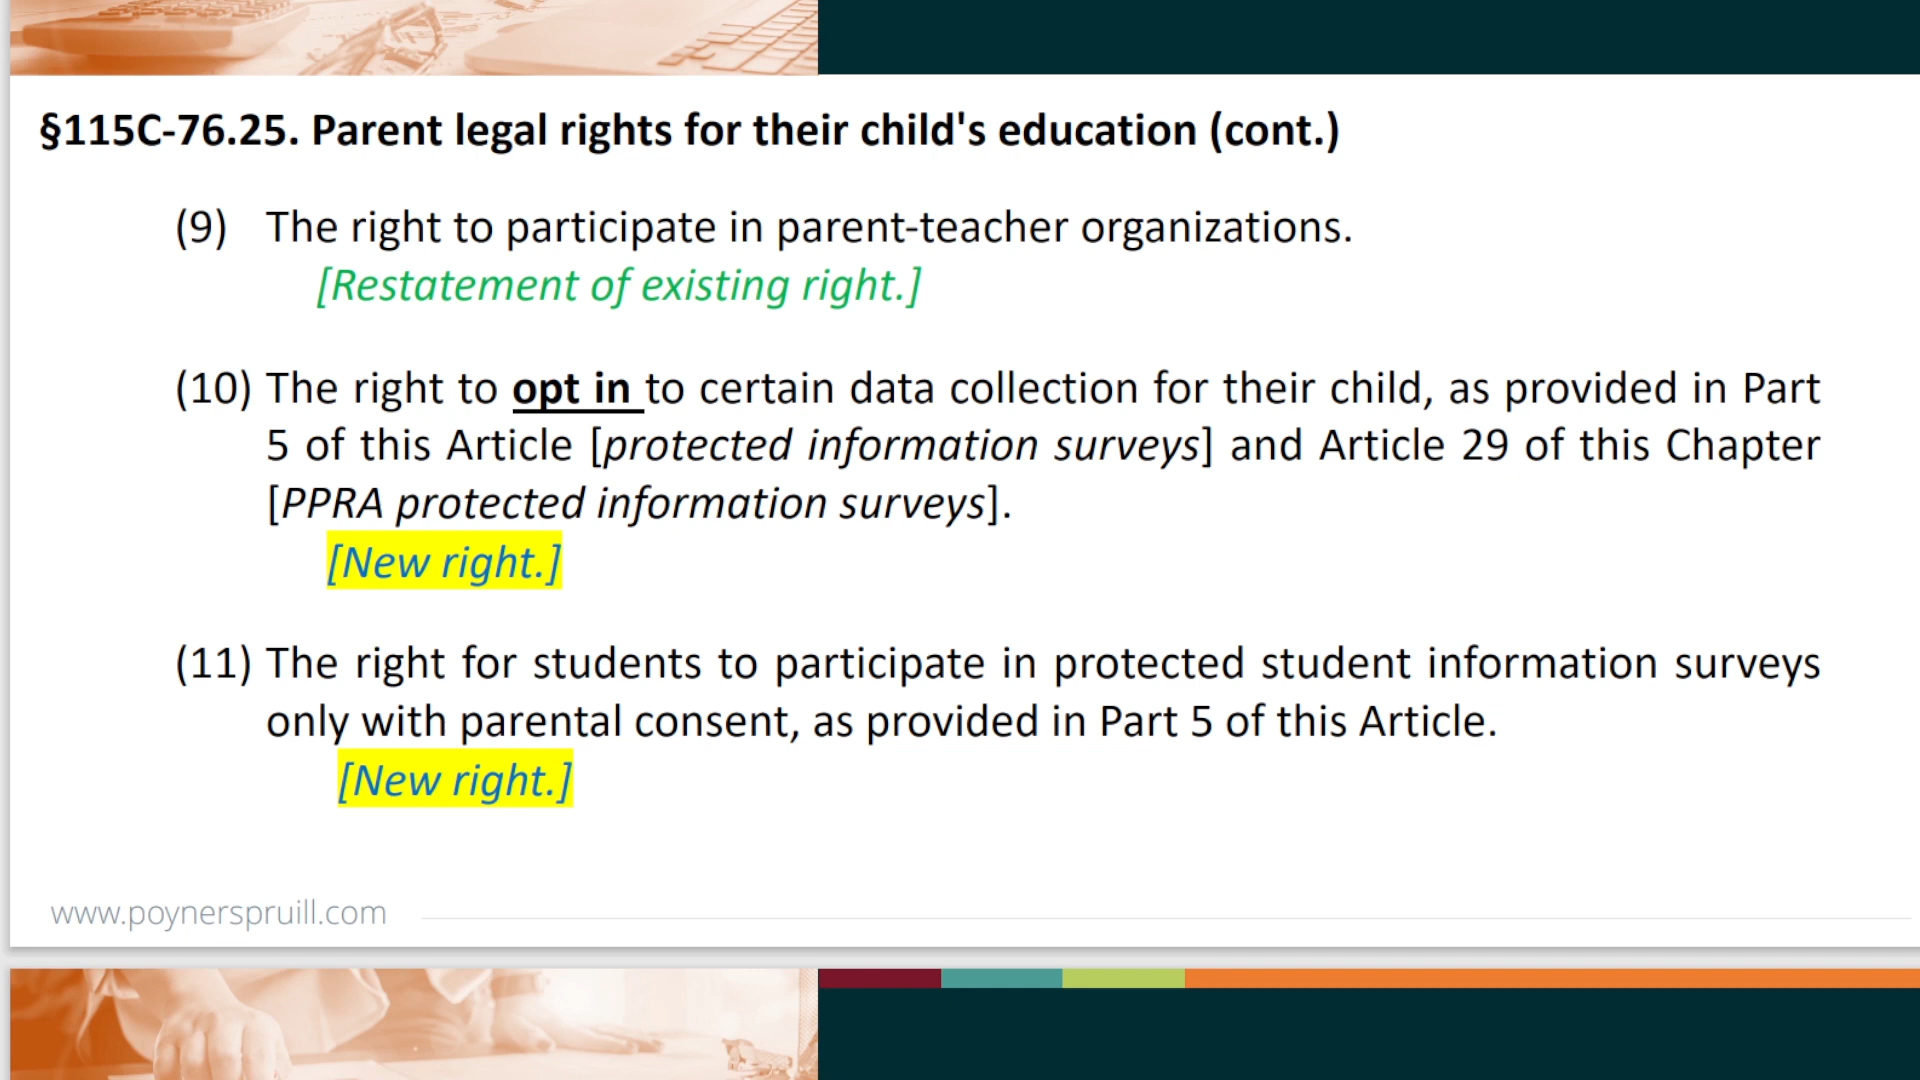 §115C-76.25. Parent legal rights for their child's education (cont.)
(9) The right to participate in parent-teacher organizations.
[Restatement of existing right.]
(10) The right to opt in to certain data collection for their child, as provided in Part
5 of this Article [protected information surveys] and Article 29 of this Chapter
[PPRA protected information surveys].
[New right.]
(11) The right for students to participate in protected student information surveys
only with parental consent, as provided in Part 5 of this Article.
[New right.]
www.poynerspruill.com